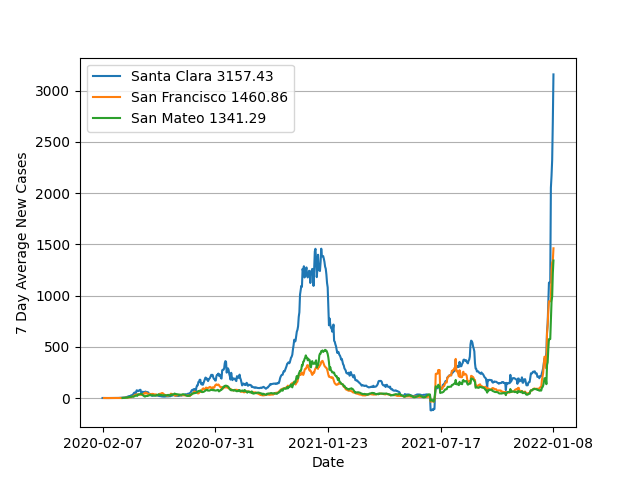 Santa Clara 3157.43
San Francisco 1460.86
San Mateo 1341.29
7 Day Average New Cases
3000
2500
2000
1500
1000
500
0
2020-02-07 2020-07-31 2021-01-23 2021-07-17 2022-01-08
Date